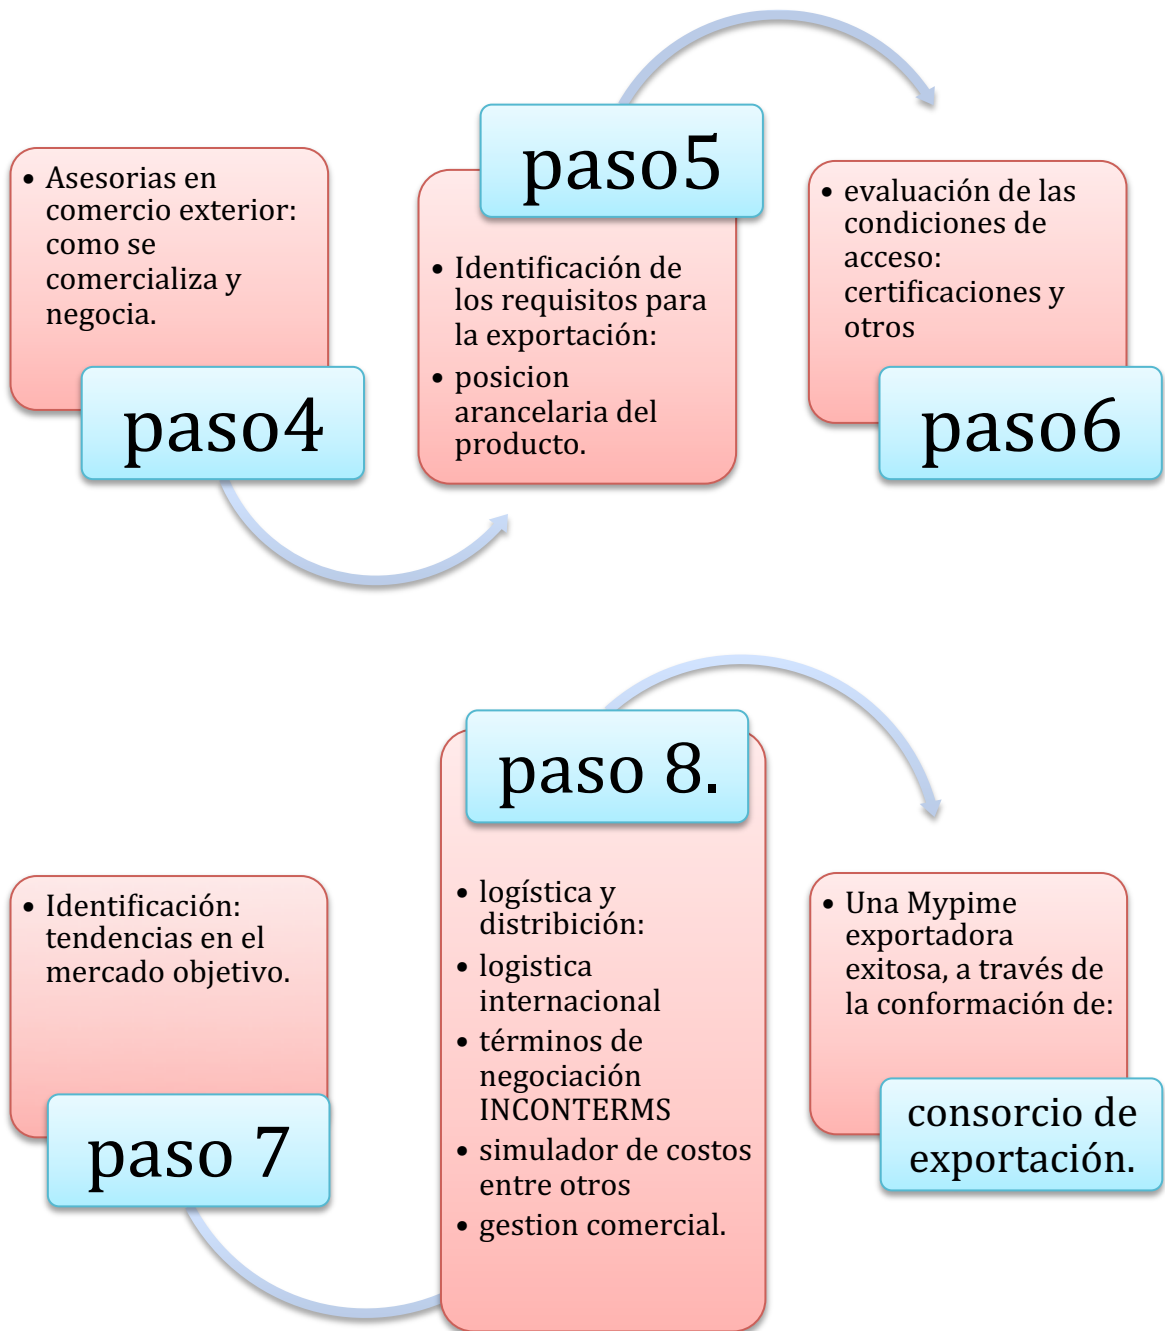 • Asesorias en
comercio exterior:
como se
comercializa y
negocia.
paso4
paso5
• Identificación de
los requisitos para
la exportación:
• posicion
arancelaria del
producto.
• evaluación de las
condiciones de
acceso:
certificaciones y
otros
paso6
• Identificación:
tendencias en el
mercado objetivo.
paso 7
paso 8.
• logística y
distribición:
• logistica
internacional
• términos de
negociación
INCONTERMS
• simulador de costos
entre otros
• gestion comercial.
• Una Mypime
exportadora
exitosa, a través de
la conformación de:
consorcio de
exportación.